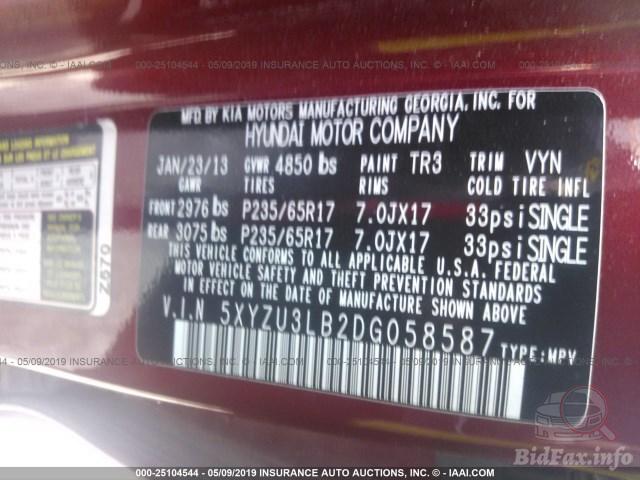 000-25104544 - 05/09/2019 INSURANCE AUTO AUCTIONS, INC. - IAAI.COM
MFD BY KIA MOTORS MANUFACTURING GEORGIA, INC. FOR
HYUNDAI MOTOR COMPANY
JAN/23/13 GVWR 4850 lbs PAINT TR3 TRIM VYN
GAWR TIRES RIMS COLD TIRE INFL
FRONT 2976 lbs P235/65R17 7.0JX17 33psi SINGLE
REAR 3075 lbs P235/65R17 7.0JX17 33psi SINGLE
THIS VEHICLE CONFORMS TO ALL APPLICABLE U.S.A. FEDERAL
MOTOR VEHICLE SAFETY AND THEFT PREVENTION STANDARDS
IN EFFECT ON THE DATE OF MANUFACTURE SHOWN ABOVE
V.I.N 5XYZU3LB2DG058587
TYPE:MPV
Z670
BidFax.info
000-25104544 - 05/09/2019 INSURANCE AUTO AUCTIONS, INC. - IAAI.COM